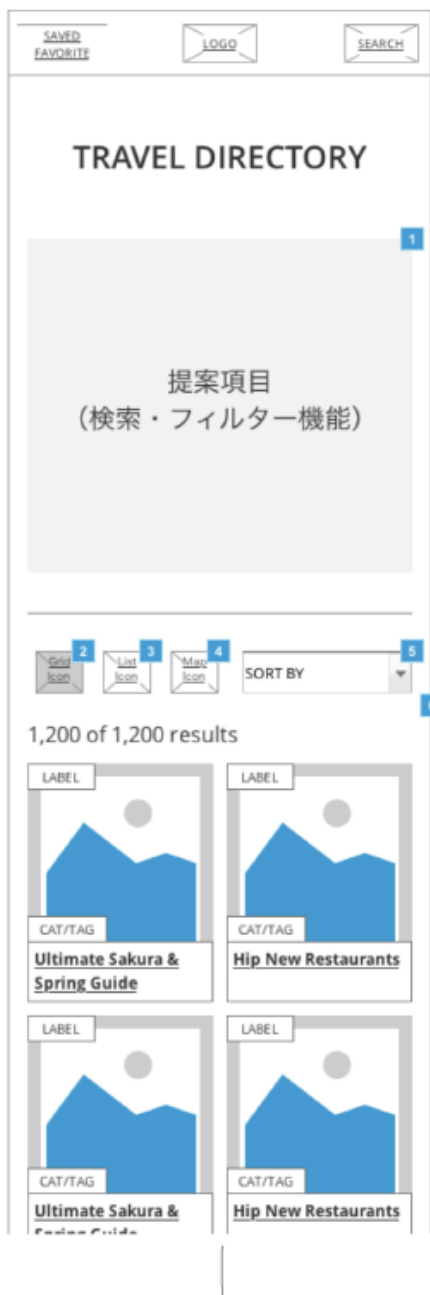 SAVED
FAVORITE
LOGO
SEARCH
TRAVEL DIRECTORY
1
提案項目
（検索・フィルター機能）
Grid
Icon
2
List
Icon
3
Map
Icon
4
SORT BY
5
1,200 of 1,200 results
LABEL
LABEL
CAT/TAG
CAT/TAG
Ultimate Sakura &
Spring Guide
Hip New Restaurants
LABEL
LABEL
CAT/TAG
CAT/TAG
Ultimate Sakura &
Spring Guide
Hip New Restaurants